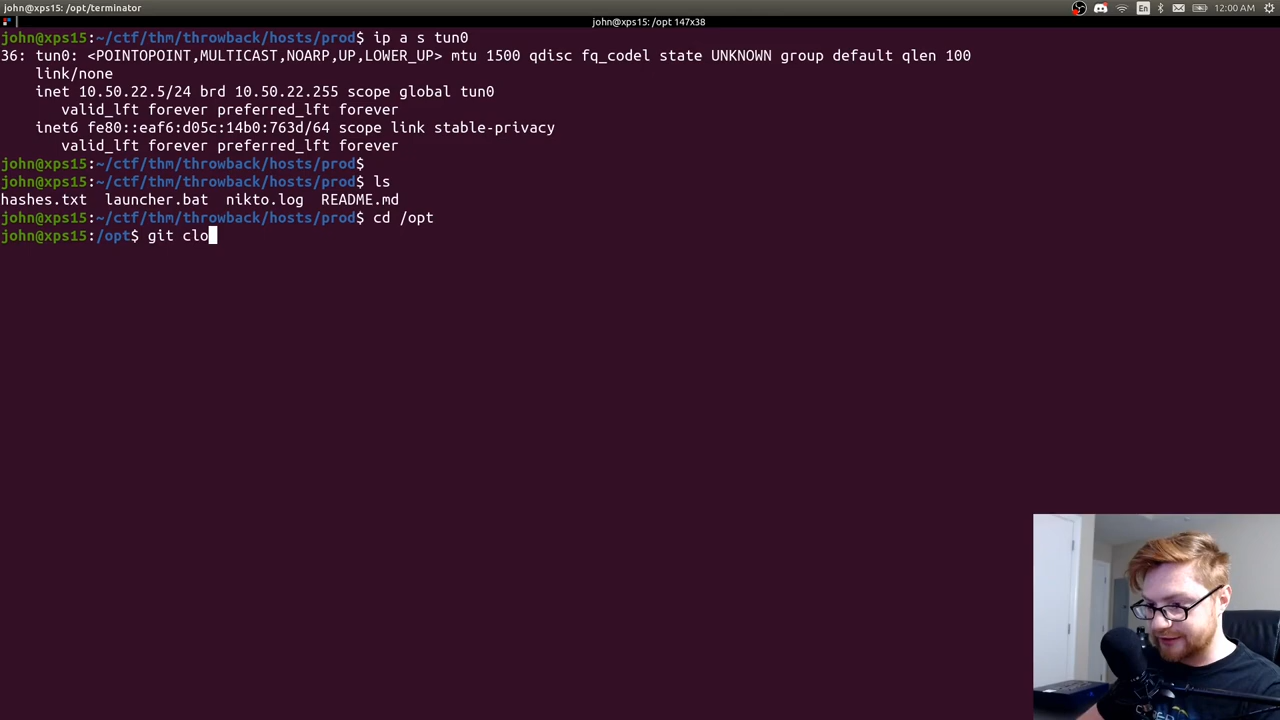 john@xps15: /opt/terminator
En
12:00 AM
john@xps15: /opt 147x38
john@xps15:~/ctf/thm/throwback/hosts/prod$ ip a s tun0
36: tun0: <POINTOPOINT,MULTICAST,NOARP,UP,LOWER_UP> mtu 1500 qdisc fq_codel state UNKNOWN group default qlen 100
    link/none
    inet 10.50.22.5/24 brd 10.50.22.255 scope global tun0
       valid_lft forever preferred_lft forever
    inet6 fe80::eaf6:d05c:14b0:763d/64 scope link stable-privacy
       valid_lft forever preferred_lft forever
john@xps15:~/ctf/thm/throwback/hosts/prod$
john@xps15:~/ctf/thm/throwback/hosts/prod$ ls
hashes.txt  launcher.bat  nikto.log  README.md
john@xps15:~/ctf/thm/throwback/hosts/prod$ cd /opt
john@xps15:/opt$ git clo